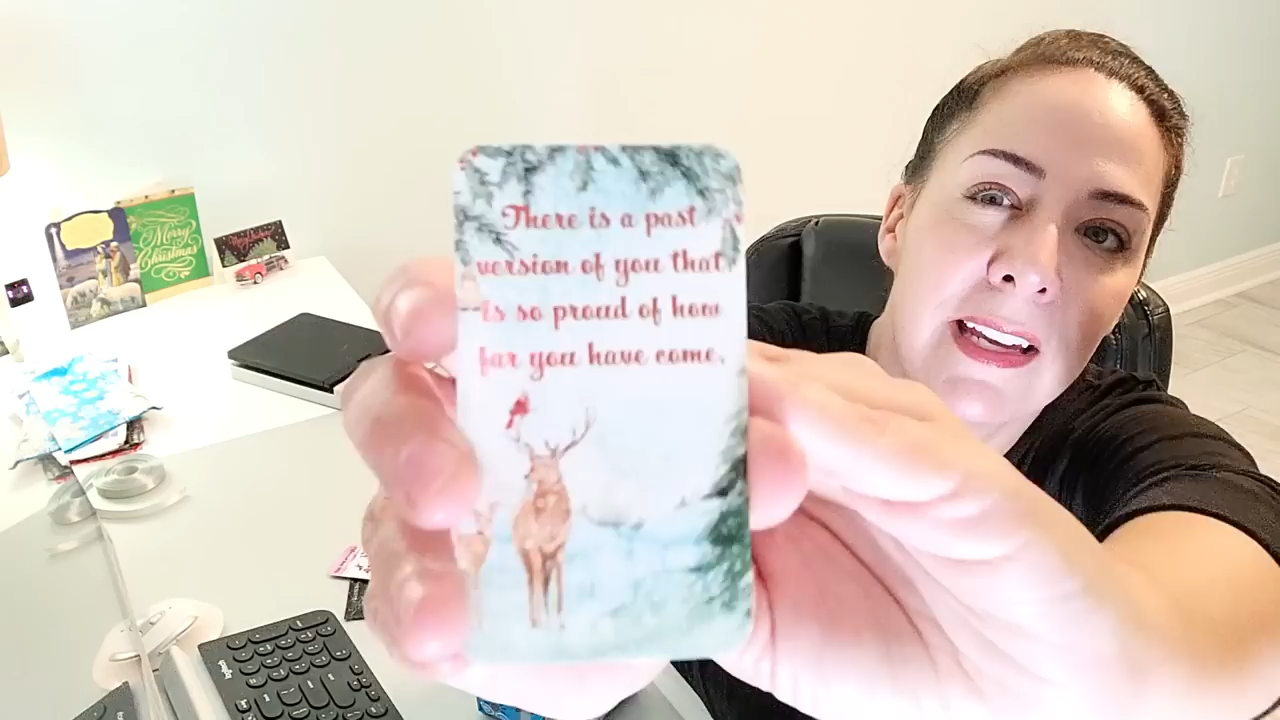 There is a past
version of you that
is so proud of how
far you have come.
Merry
Christmas